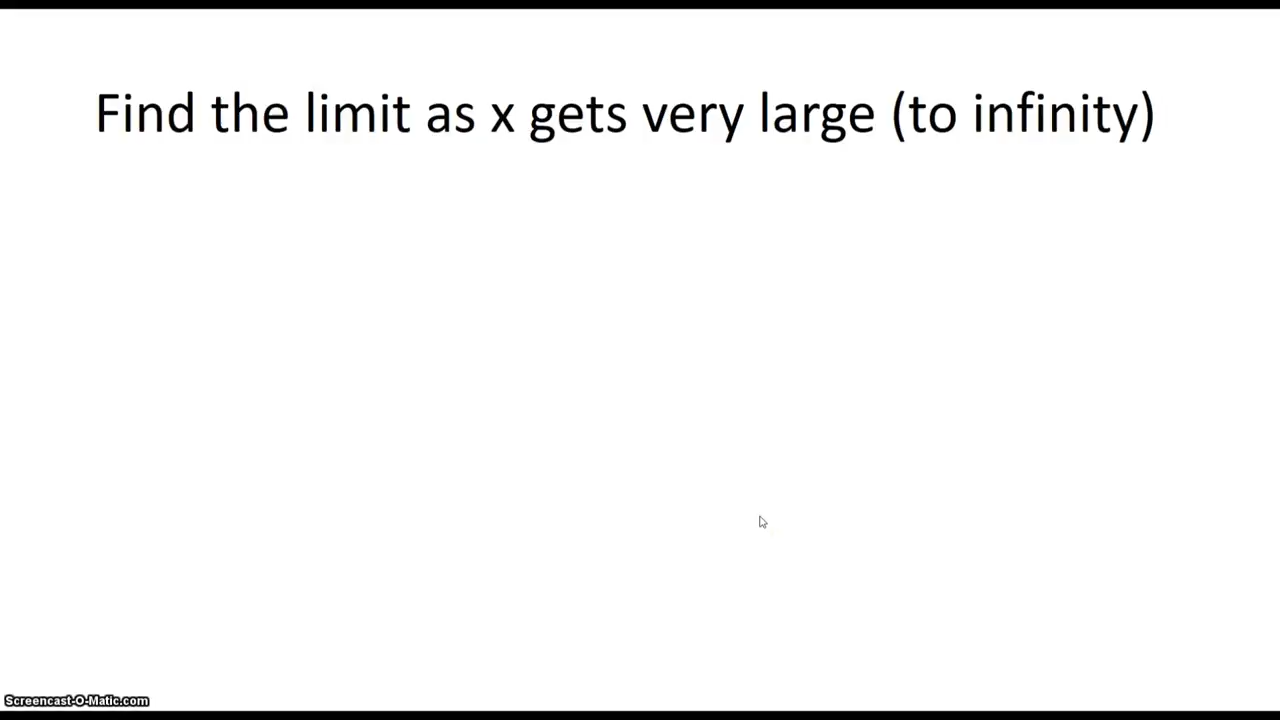 Find the limit as x gets very large (to infinity)
Screencast-O-Matic.com